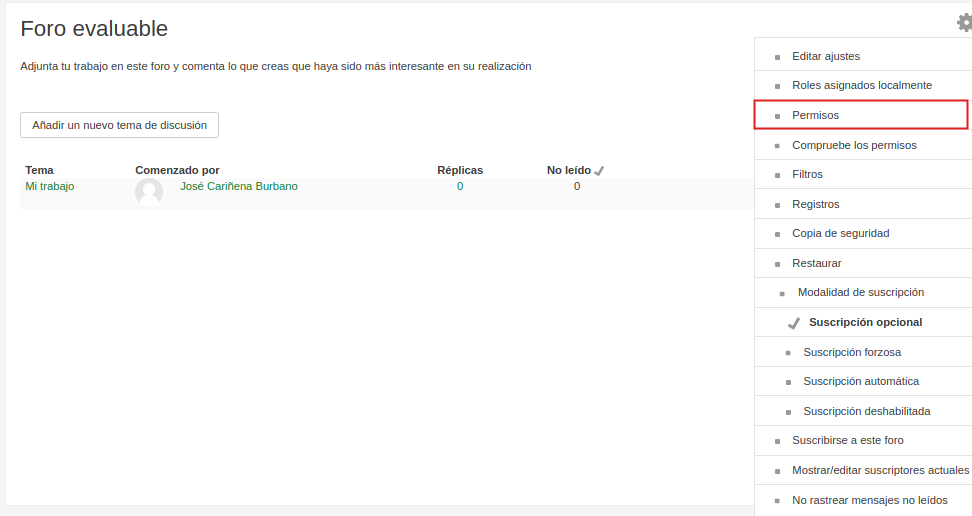 Foro evaluable
Adjunta tu trabajo en este foro y comenta lo que creas que haya sido más interesante en su realización
Añadir un nuevo tema de discusión
Tema Comenzado por Réplicas No leído
Mi trabajo José Cariñena Burbano 0 0
Editar ajustes
Roles asignados localmente
Permisos
Compruebe los permisos
Filtros
Registros
Copia de seguridad
Restaurar
Modalidad de suscripción
Suscripción opcional
Suscripción forzosa
Suscripción automática
Suscripción deshabilitada
Suscribirse a este foro
Mostrar/editar suscriptores actuales
No rastrear mensajes no leídos